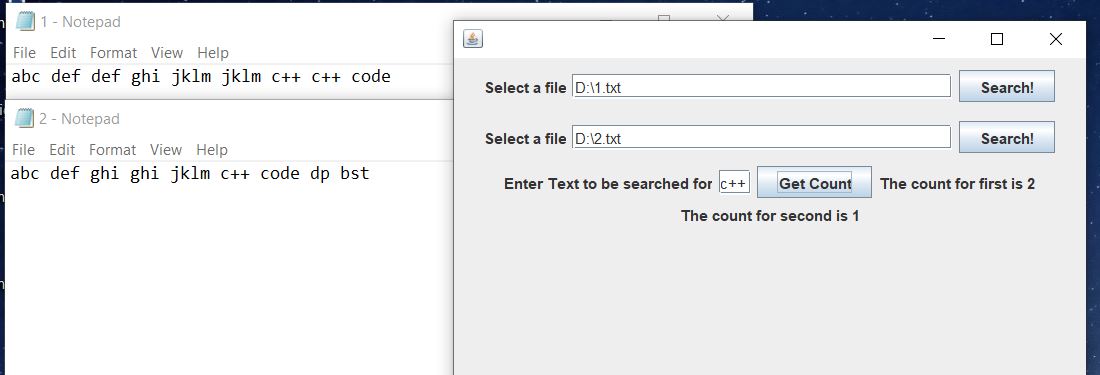 1 - Notepad
File Edit Format View Help
abc def def ghi jklm jklm c++ c++ code
2 - Notepad
File Edit Format View Help
abc def ghi ghi jklm c++ code dp bst
Select a file D:\1.txt Search!
Select a file D:\2.txt Search!
Enter Text to be searched for c++ Get Count The count for first is 2
The count for second is 1